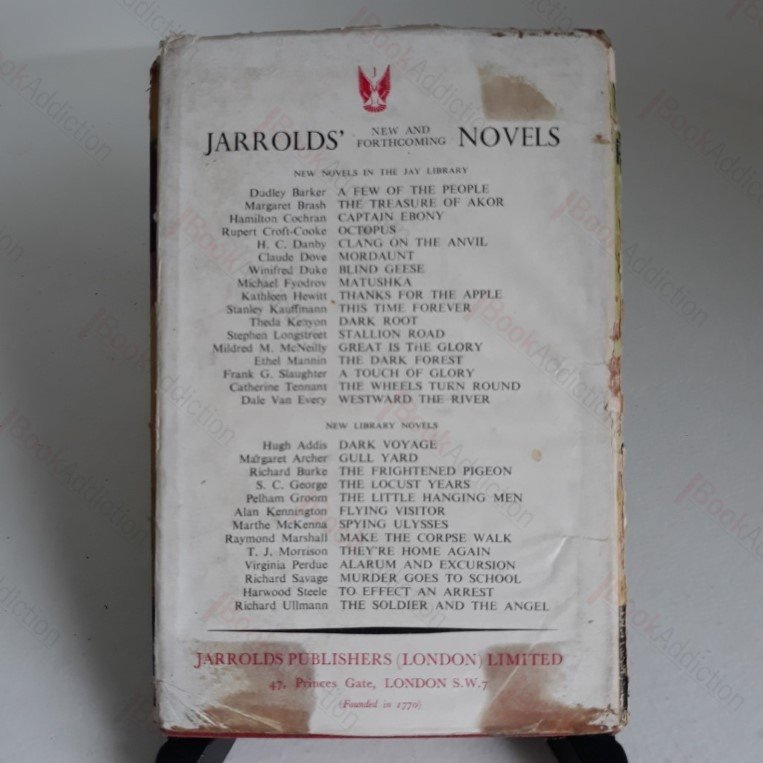 JARROLDS' NEW AND FORTHCOMING NOVELS
NEW NOVELS IN THE JAY LIBRARY
Dudley Barker A FEW OF THE PEOPLE
Margaret Brash THE TREASURE OF AKOR
Hamilton Cochran CAPTAIN EBONY
Rupert Croft-Cooke OCTOPUS
H. C. Danby CLANG ON THE ANVIL
Claude Dove MORDAUNT
Winifred Duke BLIND GEESE
Michael Fyodrov MATUSHKA
Kathleen Hewitt THANKS FOR THE APPLE
Stanley Kauffmann THIS TIME FOREVER
Theda Kenyon DARK ROOT
Stephen Longstreet STALLION ROAD
Mildred M. McNeilly GREAT IS THE GLORY
Ethel Mannin THE DARK FOREST
Frank G. Slaughter A TOUCH OF GLORY
Catherine Tennant THE WHEELS TURN ROUND
Dale Van Every WESTWARD THE RIVER
NEW LIBRARY NOVELS
Hugh Addis DARK VOYAGE
Margaret Archer GULL YARD
Richard Burke THE FRIGHTENED PIGEON
S. C. George THE LOCUST YEARS
Pelham Groom THE LITTLE HANGING MEN
Alan Kennington FLYING VISITOR
Marthe McKenna SPYING ULYSSES
Raymond Marshall MAKE THE CORPSE WALK
T. J. Morrison THEY'RE HOME AGAIN
Virginia Perdue ALARUM AND EXCURSION
Richard Savage MURDER GOES TO SCHOOL
Harwood Steele TO EFFECT AN ARREST
Richard Ullmann THE SOLDIER AND THE ANGEL
JARROLDS PUBLISHERS (LONDON) LIMITED
47, Princes Gate, LONDON S.W.7
(Founded in 1770)
BookAddiction